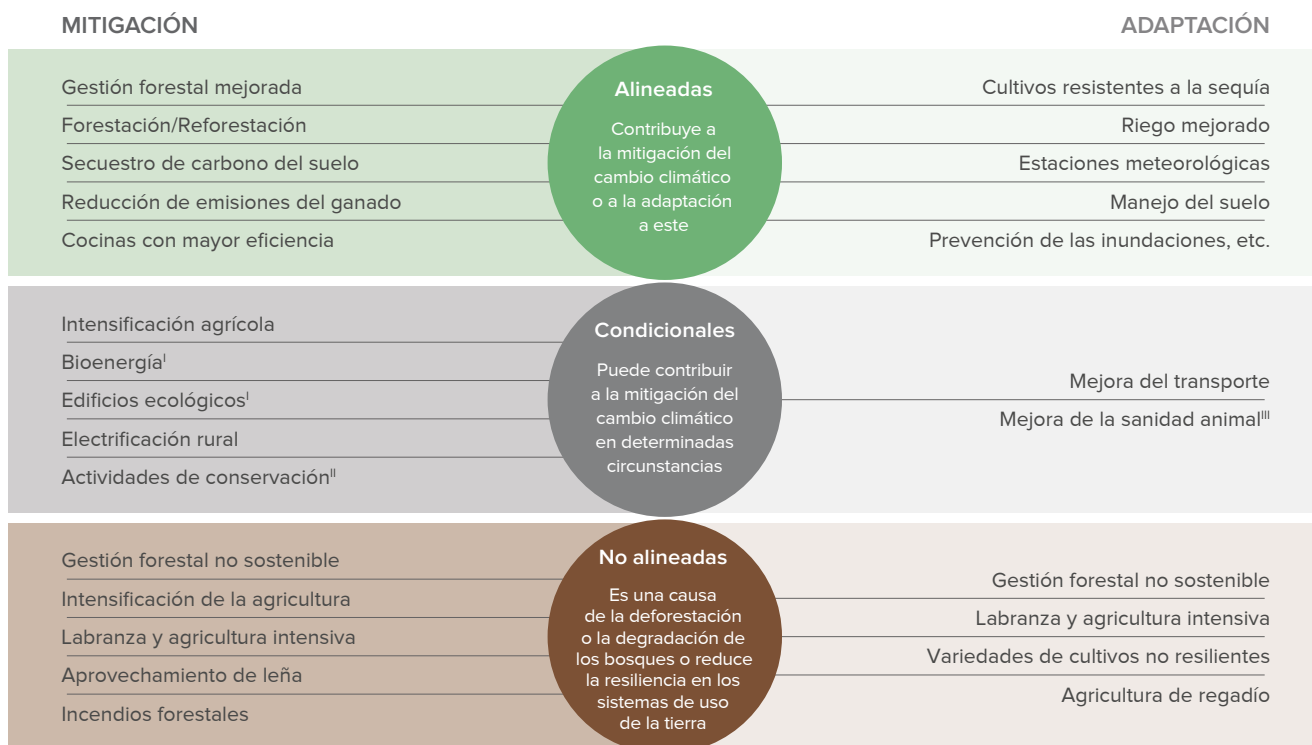 MITIGACIÓN
ADAPTACIÓN
Gestión forestal mejorada
Forestación/Reforestación
Secuestro de carbono del suelo
Reducción de emisiones del ganado
Cocinas con mayor eficiencia
Alineadas
Contribuye a
la mitigación del
cambio climático
o a la adaptación
a este
Cultivos resistentes a la sequía
Riego mejorado
Estaciones meteorológicas
Manejo del suelo
Prevención de las inundaciones, etc.
Intensificación agrícola
Bioenergíaᴵ
Edificios ecológicosᴵ
Electrificación rural
Actividades de conservaciónᴵᴵ
Condicionales
Puede contribuir
a la mitigación del
cambio climático
en determinadas
circunstancias
Mejora del transporte
Mejora de la sanidad animalᴵᴵᴵ
Gestión forestal no sostenible
Intensificación de la agricultura
Labranza y agricultura intensiva
Aprovechamiento de leña
Incendios forestales
No alineadas
Es una causa
de la deforestación
o la degradación de
los bosques o reduce
la resiliencia en los
sistemas de uso
de la tierra
Gestión forestal no sostenible
Labranza y agricultura intensiva
Variedades de cultivos no resilientes
Agricultura de regadío